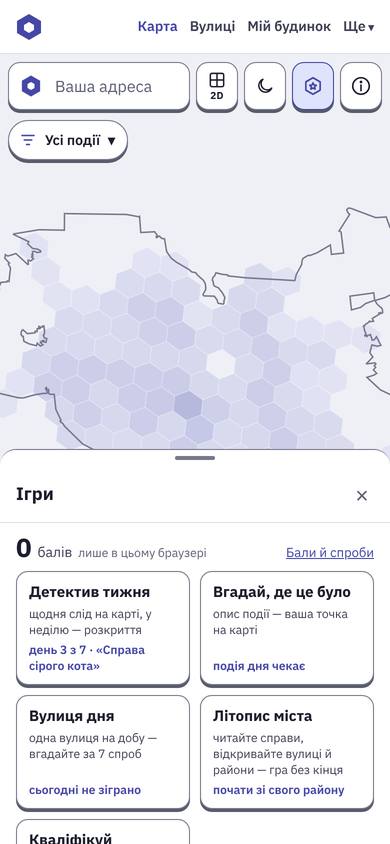 Карта Вулиці Мій будинок Ще ▾
Ваша адреса
2D
Усі події ▾
Ігри
×
0 балів лише в цьому браузері Бали й спроби
Детектив тижня
щодня слід на карті, у
неділю — розкриття
день 3 з 7 · «Справа
сірого кота»
Вгадай, де це було
опис події — ваша точка
на карті
подія дня чекає
Вулиця дня
одна вулиця на добу —
вгадайте за 7 спроб
сьогодні не зіграно
Літопис міста
читайте справи,
відкривайте вулиці й
райони — гра без кінця
почати зі свого району
Кваліфікуй